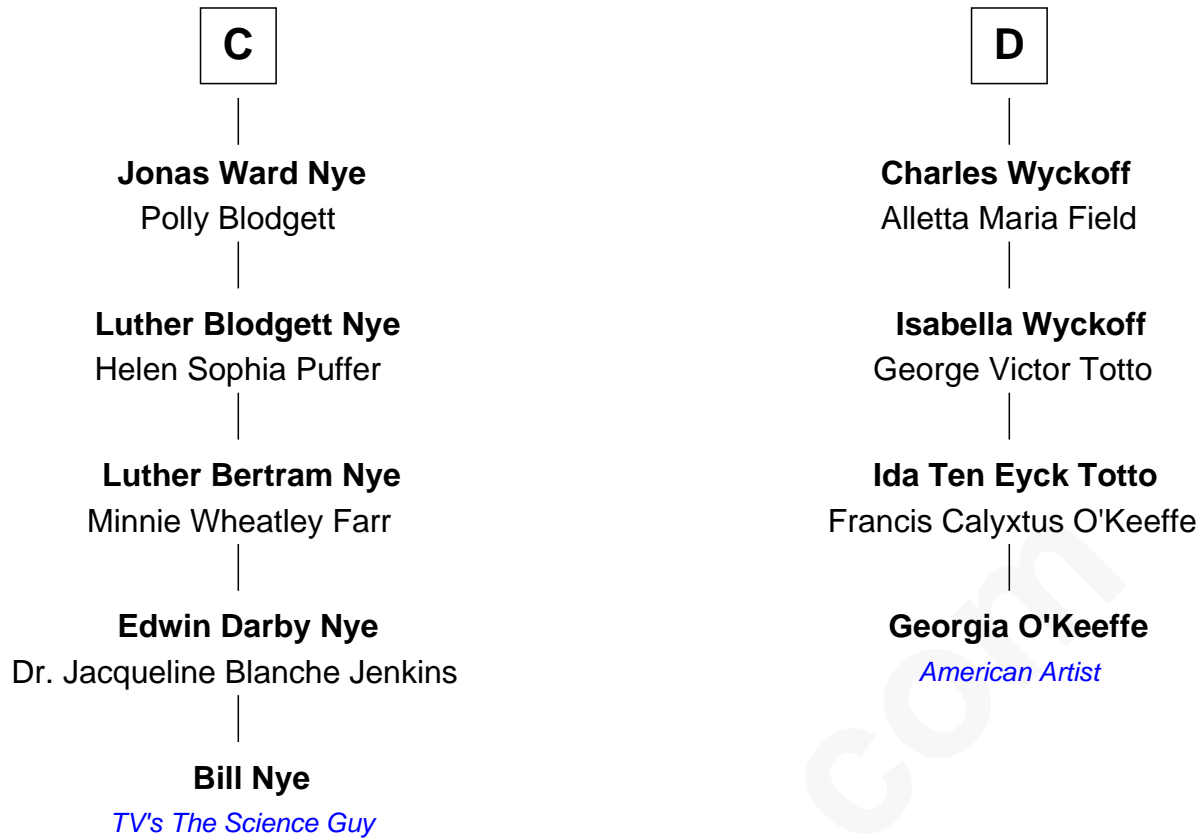 C
Jonas Ward Nye
Polly Blodgett
Luther Blodgett Nye
Helen Sophia Puffer
Luther Bertram Nye
Minnie Wheatley Farr
Edwin Darby Nye
Dr. Jacqueline Blanche Jenkins
Bill Nye
TV's The Science Guy
D
Charles Wyckoff
Alletta Maria Field
Isabella Wyckoff
George Victor Totto
Ida Ten Eyck Totto
Francis Calyxtus O'Keeffe
Georgia O'Keeffe
American Artist
com